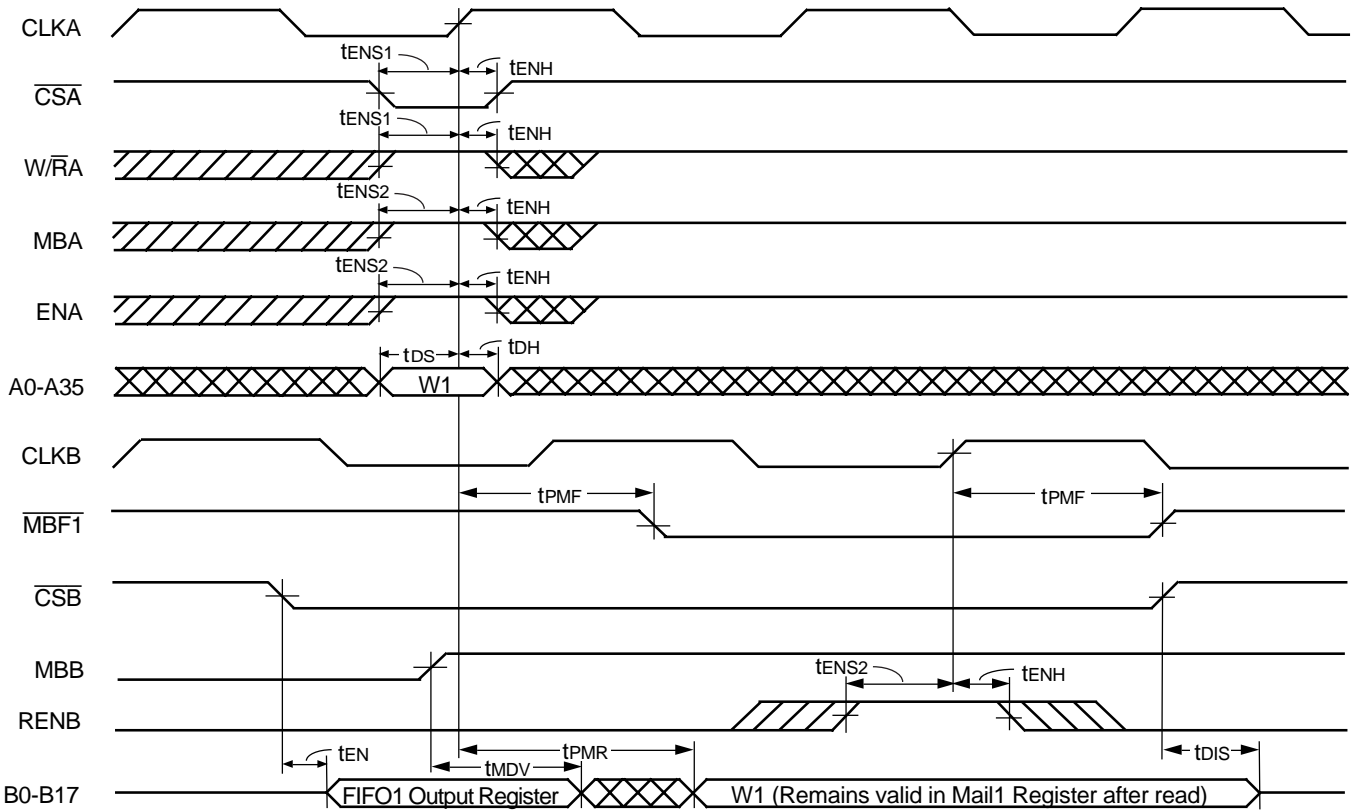 CLKA
tENS1
tENH
CSA
tENS1
tENH
W/RA
tENS2
tENH
MBA
tENS2
tENH
ENA
tDS
tDH
A0-A35
W1
CLKB
tPMF
tPMF
MBF1
CSB
MBB
tENS2
tENH
RENB
tEN
tPMR
tMDV
tDIS
B0-B17
FIFO1 Output Register
W1 (Remains valid in Mail1 Register after read)